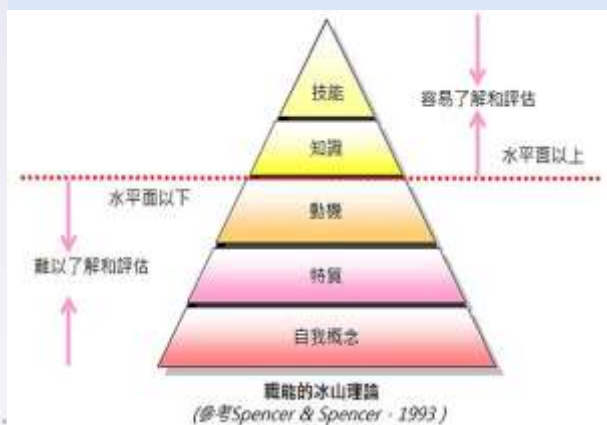 技能
容易了解和評估
知識
水平面以上
水平面以下
動機
難以了解和評估
特質
自我概念
職能的冰山理論
(參考Spencer & Spencer，1993 )